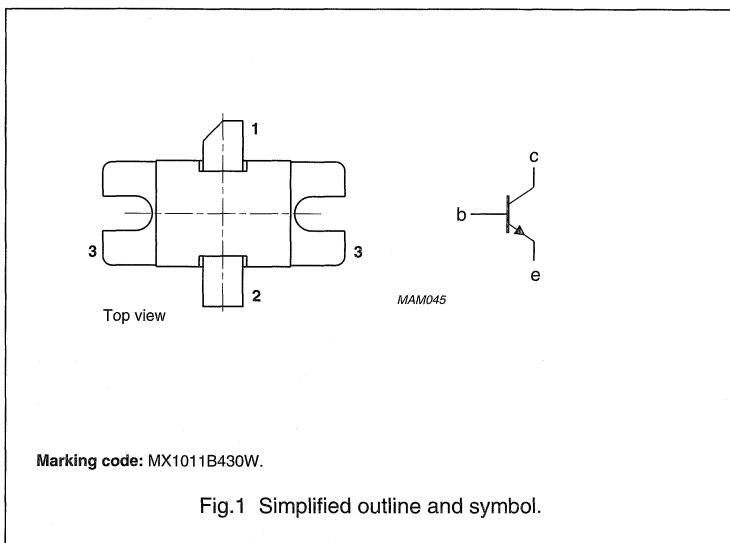 1
c
b
3
3
e
2
MAM045
Top view
Marking code: MX1011B430W.
Fig.1 Simplified outline and symbol.